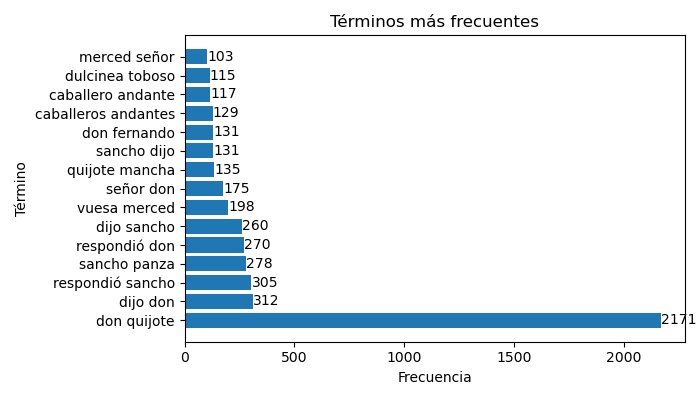 Términos más frecuentes
Término
merced señor 103
dulcinea toboso 115
caballero andante 117
caballeros andantes 129
don fernando 131
sancho dijo 131
quijote mancha 135
señor don 175
vuesa merced 198
dijo sancho 260
respondió don 270
sancho panza 278
respondió sancho 305
dijo don 312
don quijote 2171
0 500 1000 1500 2000
Frecuencia